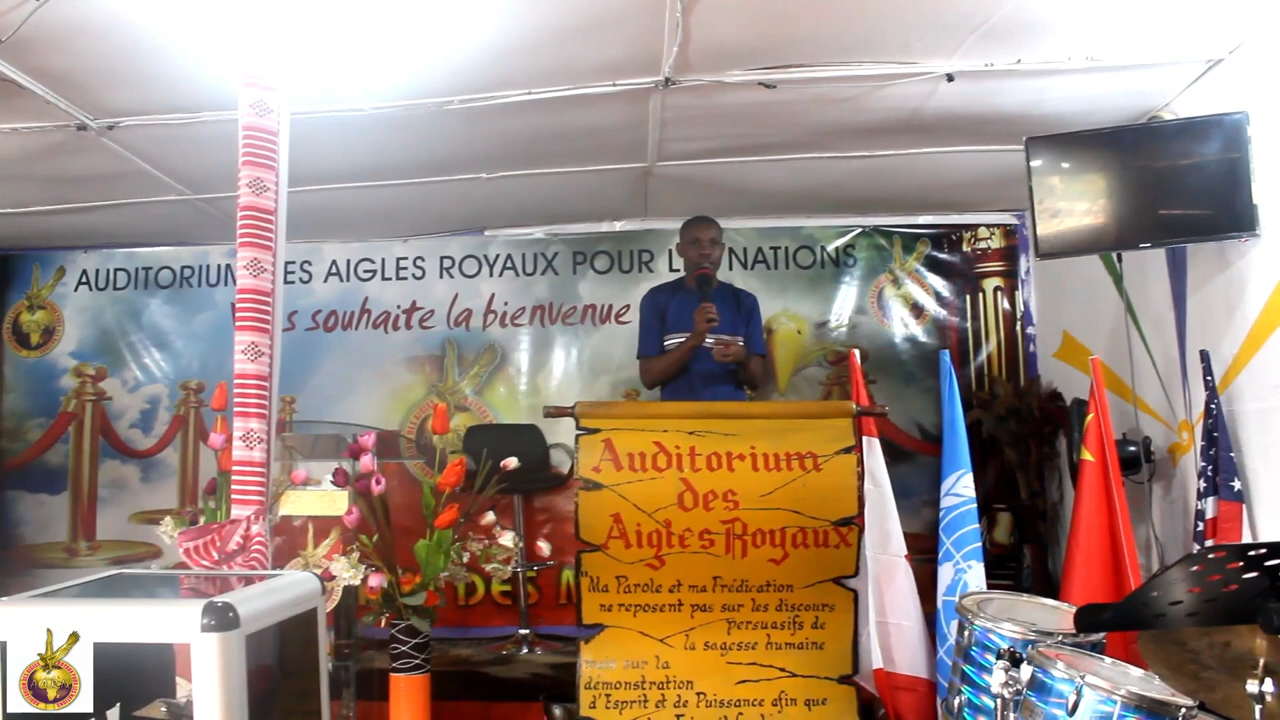 AUDITORIUM DES AIGLES ROYAUX POUR LES NATIONS
s souhaite la bienvenue
Auditorium
des
Aigles Royaux
"Ma Parole et ma Prédication
ne reposent pas sur les discours
persuasifs de
la sagesse humaine
mais sur la
démonstration
d'Esprit et de Puissance afin que
DES